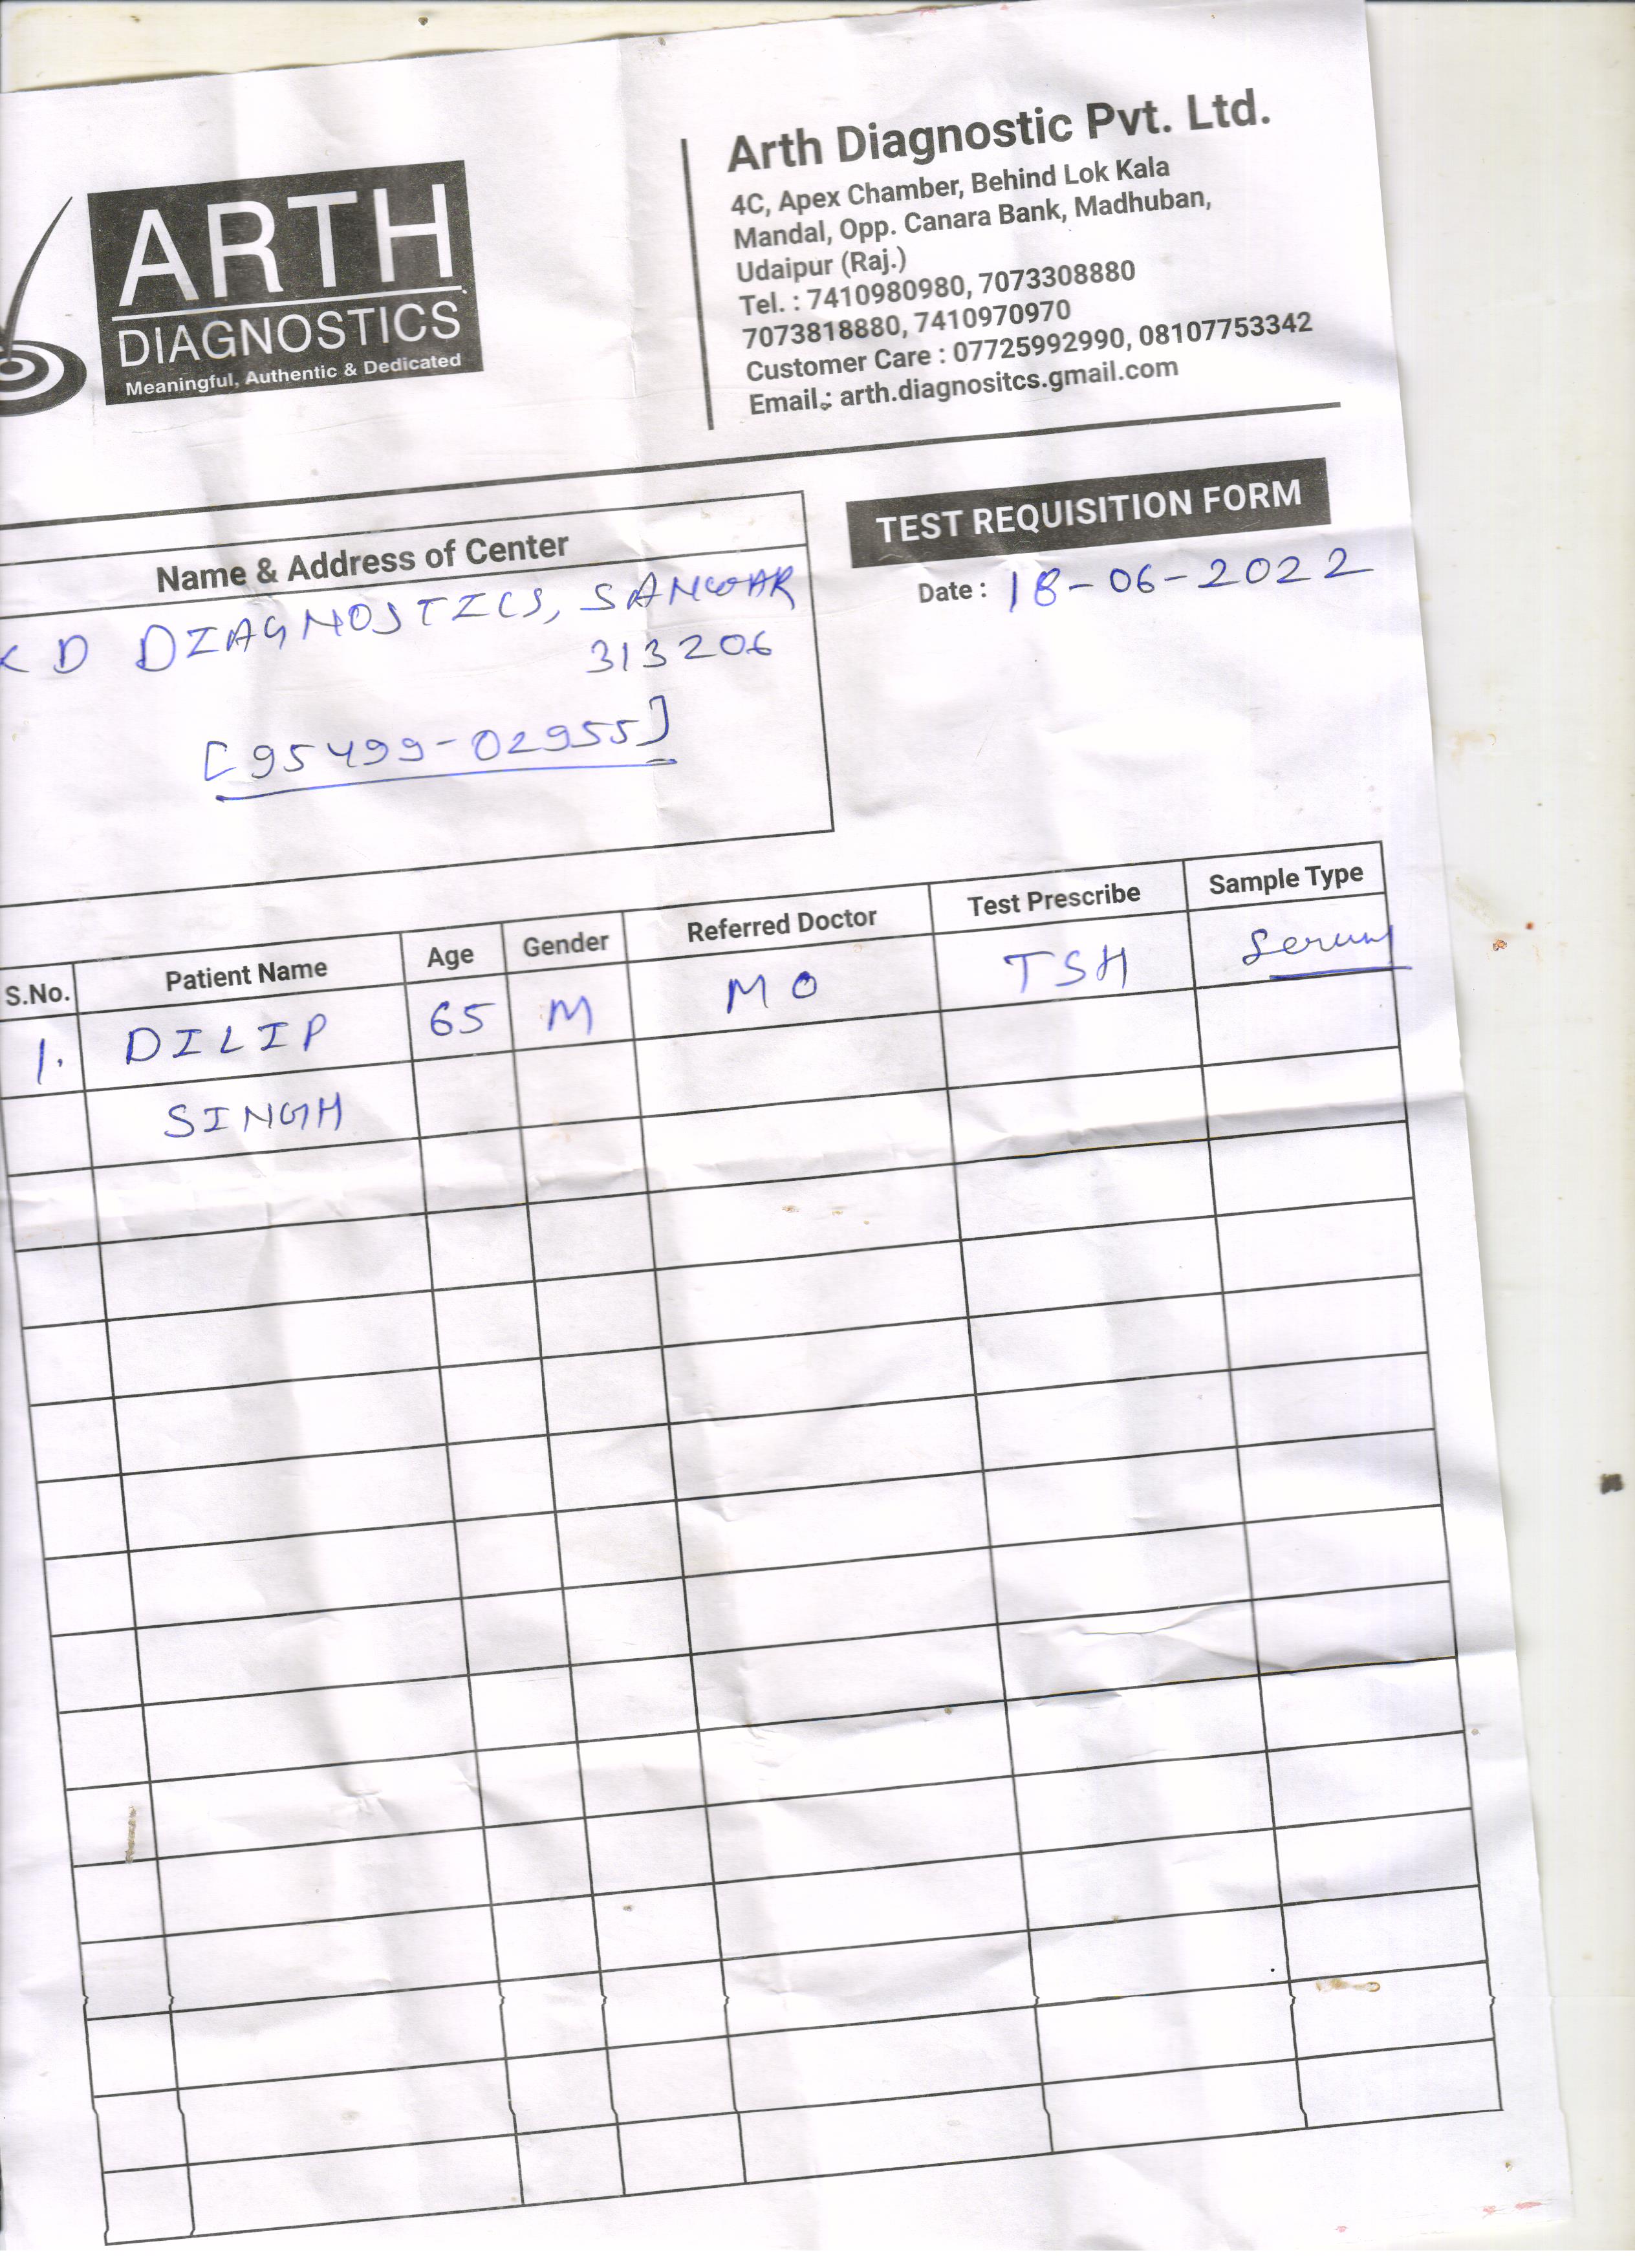 ARTH
DIAGNOSTICS
Meaningful, Authentic & Dedicated
Arth Diagnostic Pvt. Ltd.
4C, Apex Chamber, Behind Lok Kala
Mandal, Opp. Canara Bank, Madhuban,
Udaipur (Raj.)
Tel. : 7410980980, 7073308880
7073818880, 7410970970
Customer Care : 07725992990, 08107753342
Email.: arth.diagnositcs.gmail.com
Name & Address of Center
D DIAGNOSTICS, SANWAR
313206
[95499-02955]
TEST REQUISITION FORM
Date : 18-06-2022
S.No. Patient Name Age Gender Referred Doctor Test Prescribe Sample Type
1. DILIP 65 M MO TSH Serum
SINGH